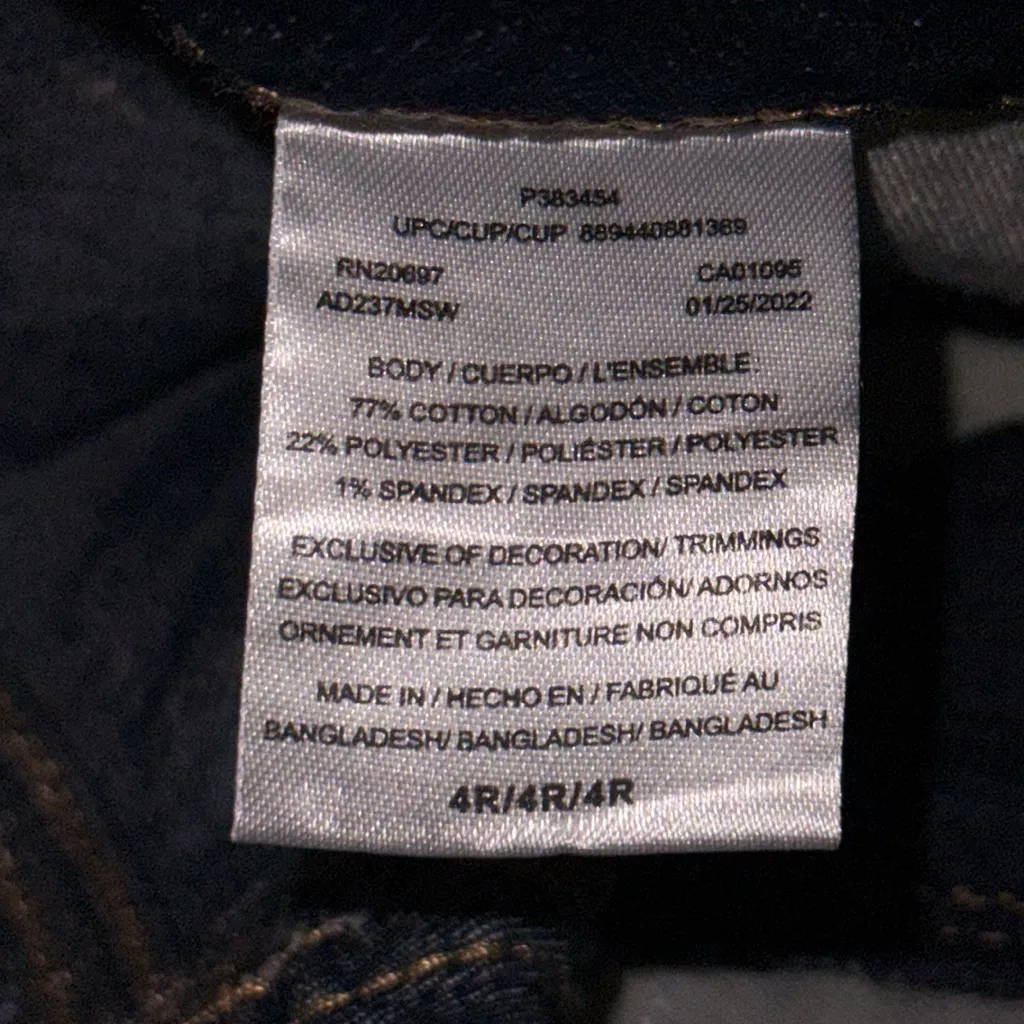 P383454
UPC/CUP/CUP 889440881369
RN20697 CA01095
AD237MSW 01/25/2022
BODY / CUERPO / L'ENSEMBLE:
77% COTTON / ALGODÓN / COTON
22% POLYESTER / POLIÉSTER / POLYESTER
1% SPANDEX / SPANDEX / SPANDEX
EXCLUSIVE OF DECORATION/ TRIMMINGS
EXCLUSIVO PARA DECORACIÓN/ ADORNOS
ORNEMENT ET GARNITURE NON COMPRIS
MADE IN / HECHO EN / FABRIQUÉ AU
BANGLADESH/ BANGLADESH/ BANGLADESH
4R/4R/4R